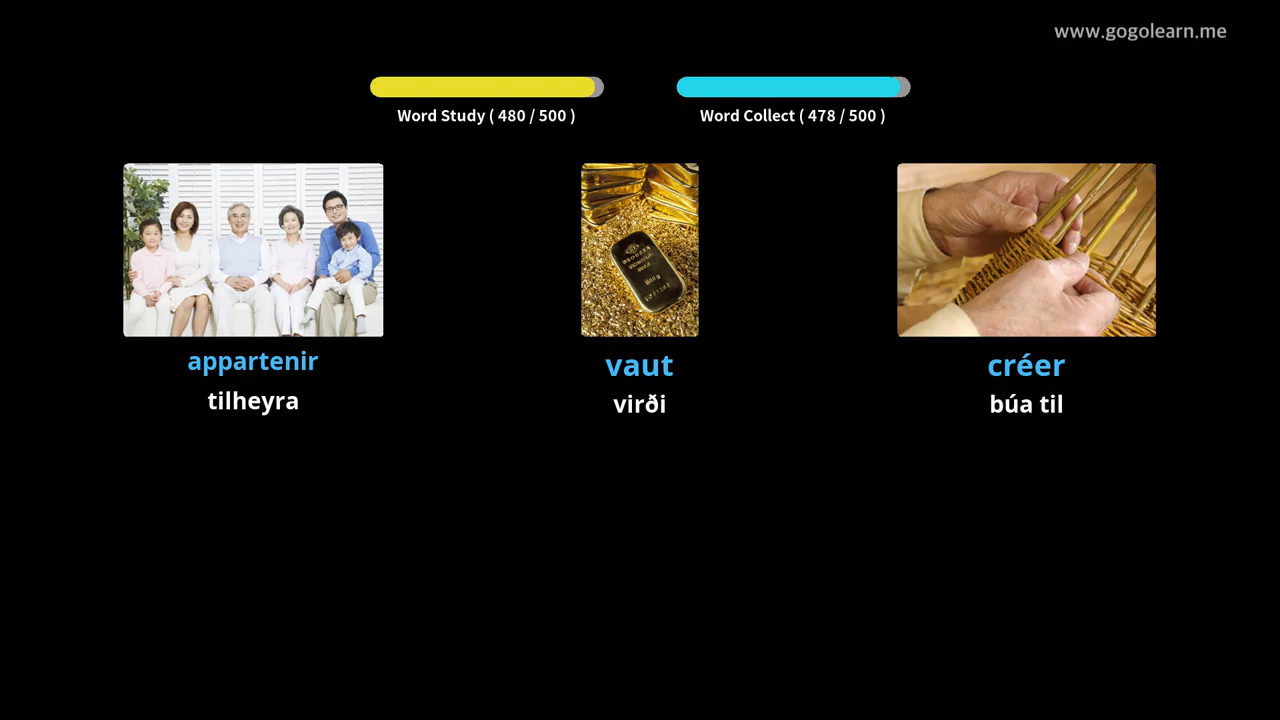 www.gogolearn.me
Word Study ( 480 / 500 )
Word Collect ( 478 / 500 )
appartenir
vaut
créer
tilheyra
virði
búa til